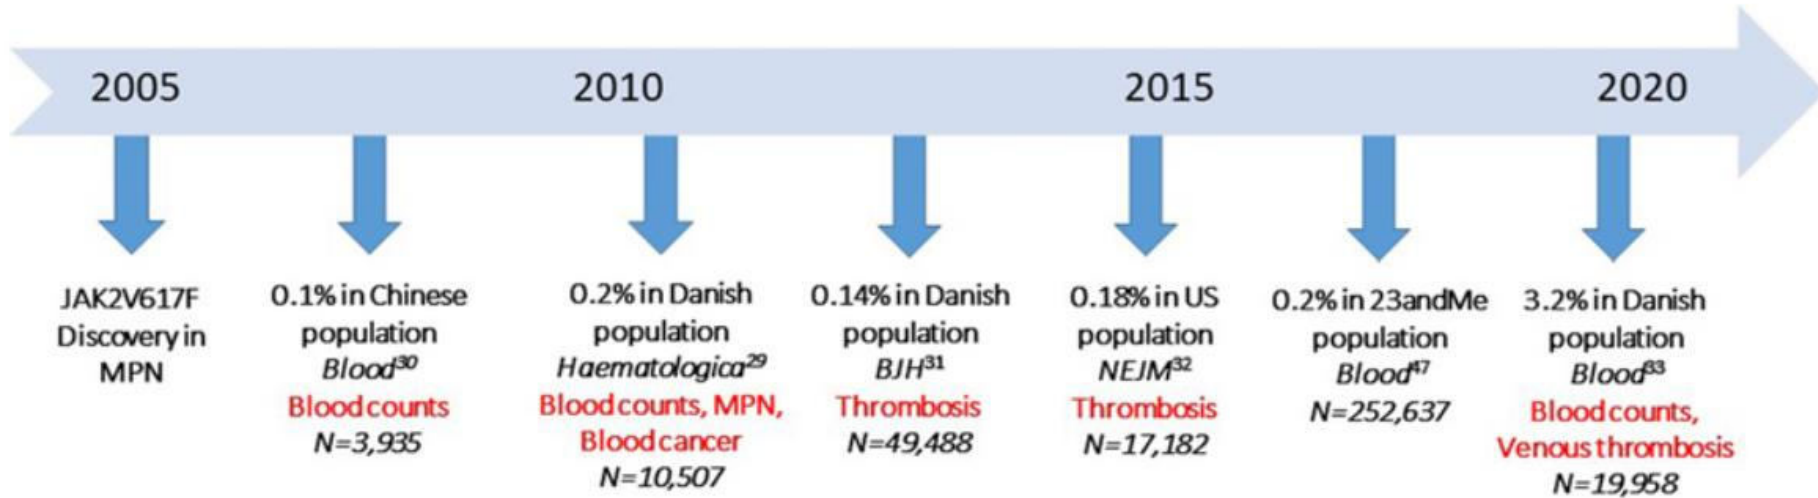 2005
2010
2015
2020
JAK2V617F
Discovery in
MPN
0.1% in Chinese
population
Blood³⁰
Blood counts
N=3,935
0.2% in Danish
population
Haematologica²⁹
Blood counts, MPN,
Blood cancer
N=10,507
0.14% in Danish
population
BJH³¹
Thrombosis
N=49,488
0.18% in US
population
NEJM³²
Thrombosis
N=17,182
0.2% in 23andMe
population
Blood⁴⁷
N=252,637
3.2% in Danish
population
Blood³³
Blood counts,
Venous thrombosis
N=19,958